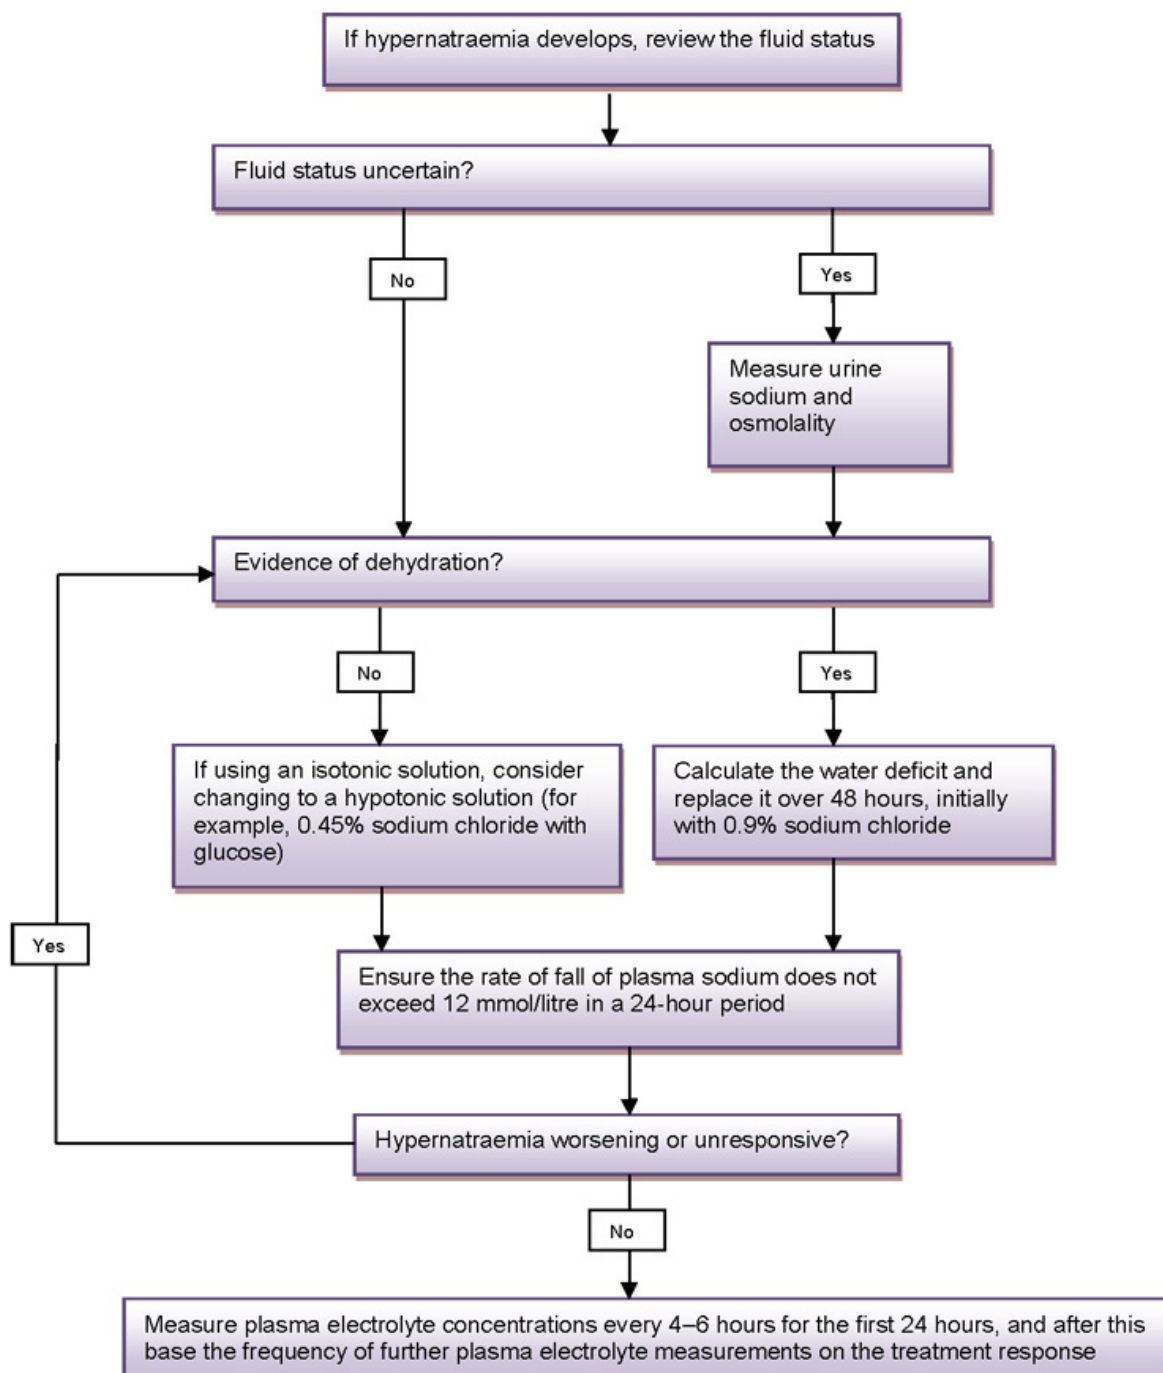 If hypernatraemia develops, review the fluid status
Fluid status uncertain?
No
Yes
Measure urine
sodium and
osmolality
Evidence of dehydration?
No
Yes
If using an isotonic solution, consider
changing to a hypotonic solution (for
example, 0.45% sodium chloride with
glucose)
Calculate the water deficit and
replace it over 48 hours, initially
with 0.9% sodium chloride
Yes
Ensure the rate of fall of plasma sodium does not
exceed 12 mmol/litre in a 24-hour period
Hypernatraemia worsening or unresponsive?
No
Measure plasma electrolyte concentrations every 4–6 hours for the first 24 hours, and after this
base the frequency of further plasma electrolyte measurements on the treatment response